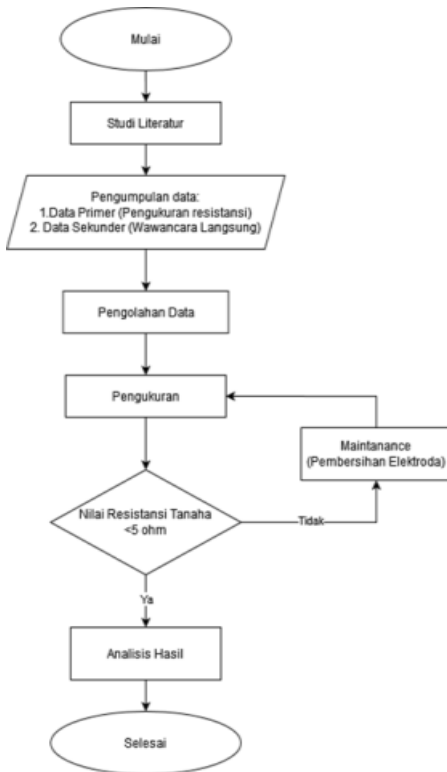 Mulai
Studi Literatur
Pengumpulan data:
1.Data Primer (Pengukuran resistansi)
2. Data Sekunder (Wawancara Langsung)
Pengolahan Data
Pengukuran
Maintanance
(Pembersihan Elektroda)
Nilai Resistansi Tanaha
<5 ohm
Tidak
Ya
Analisis Hasil
Selesai